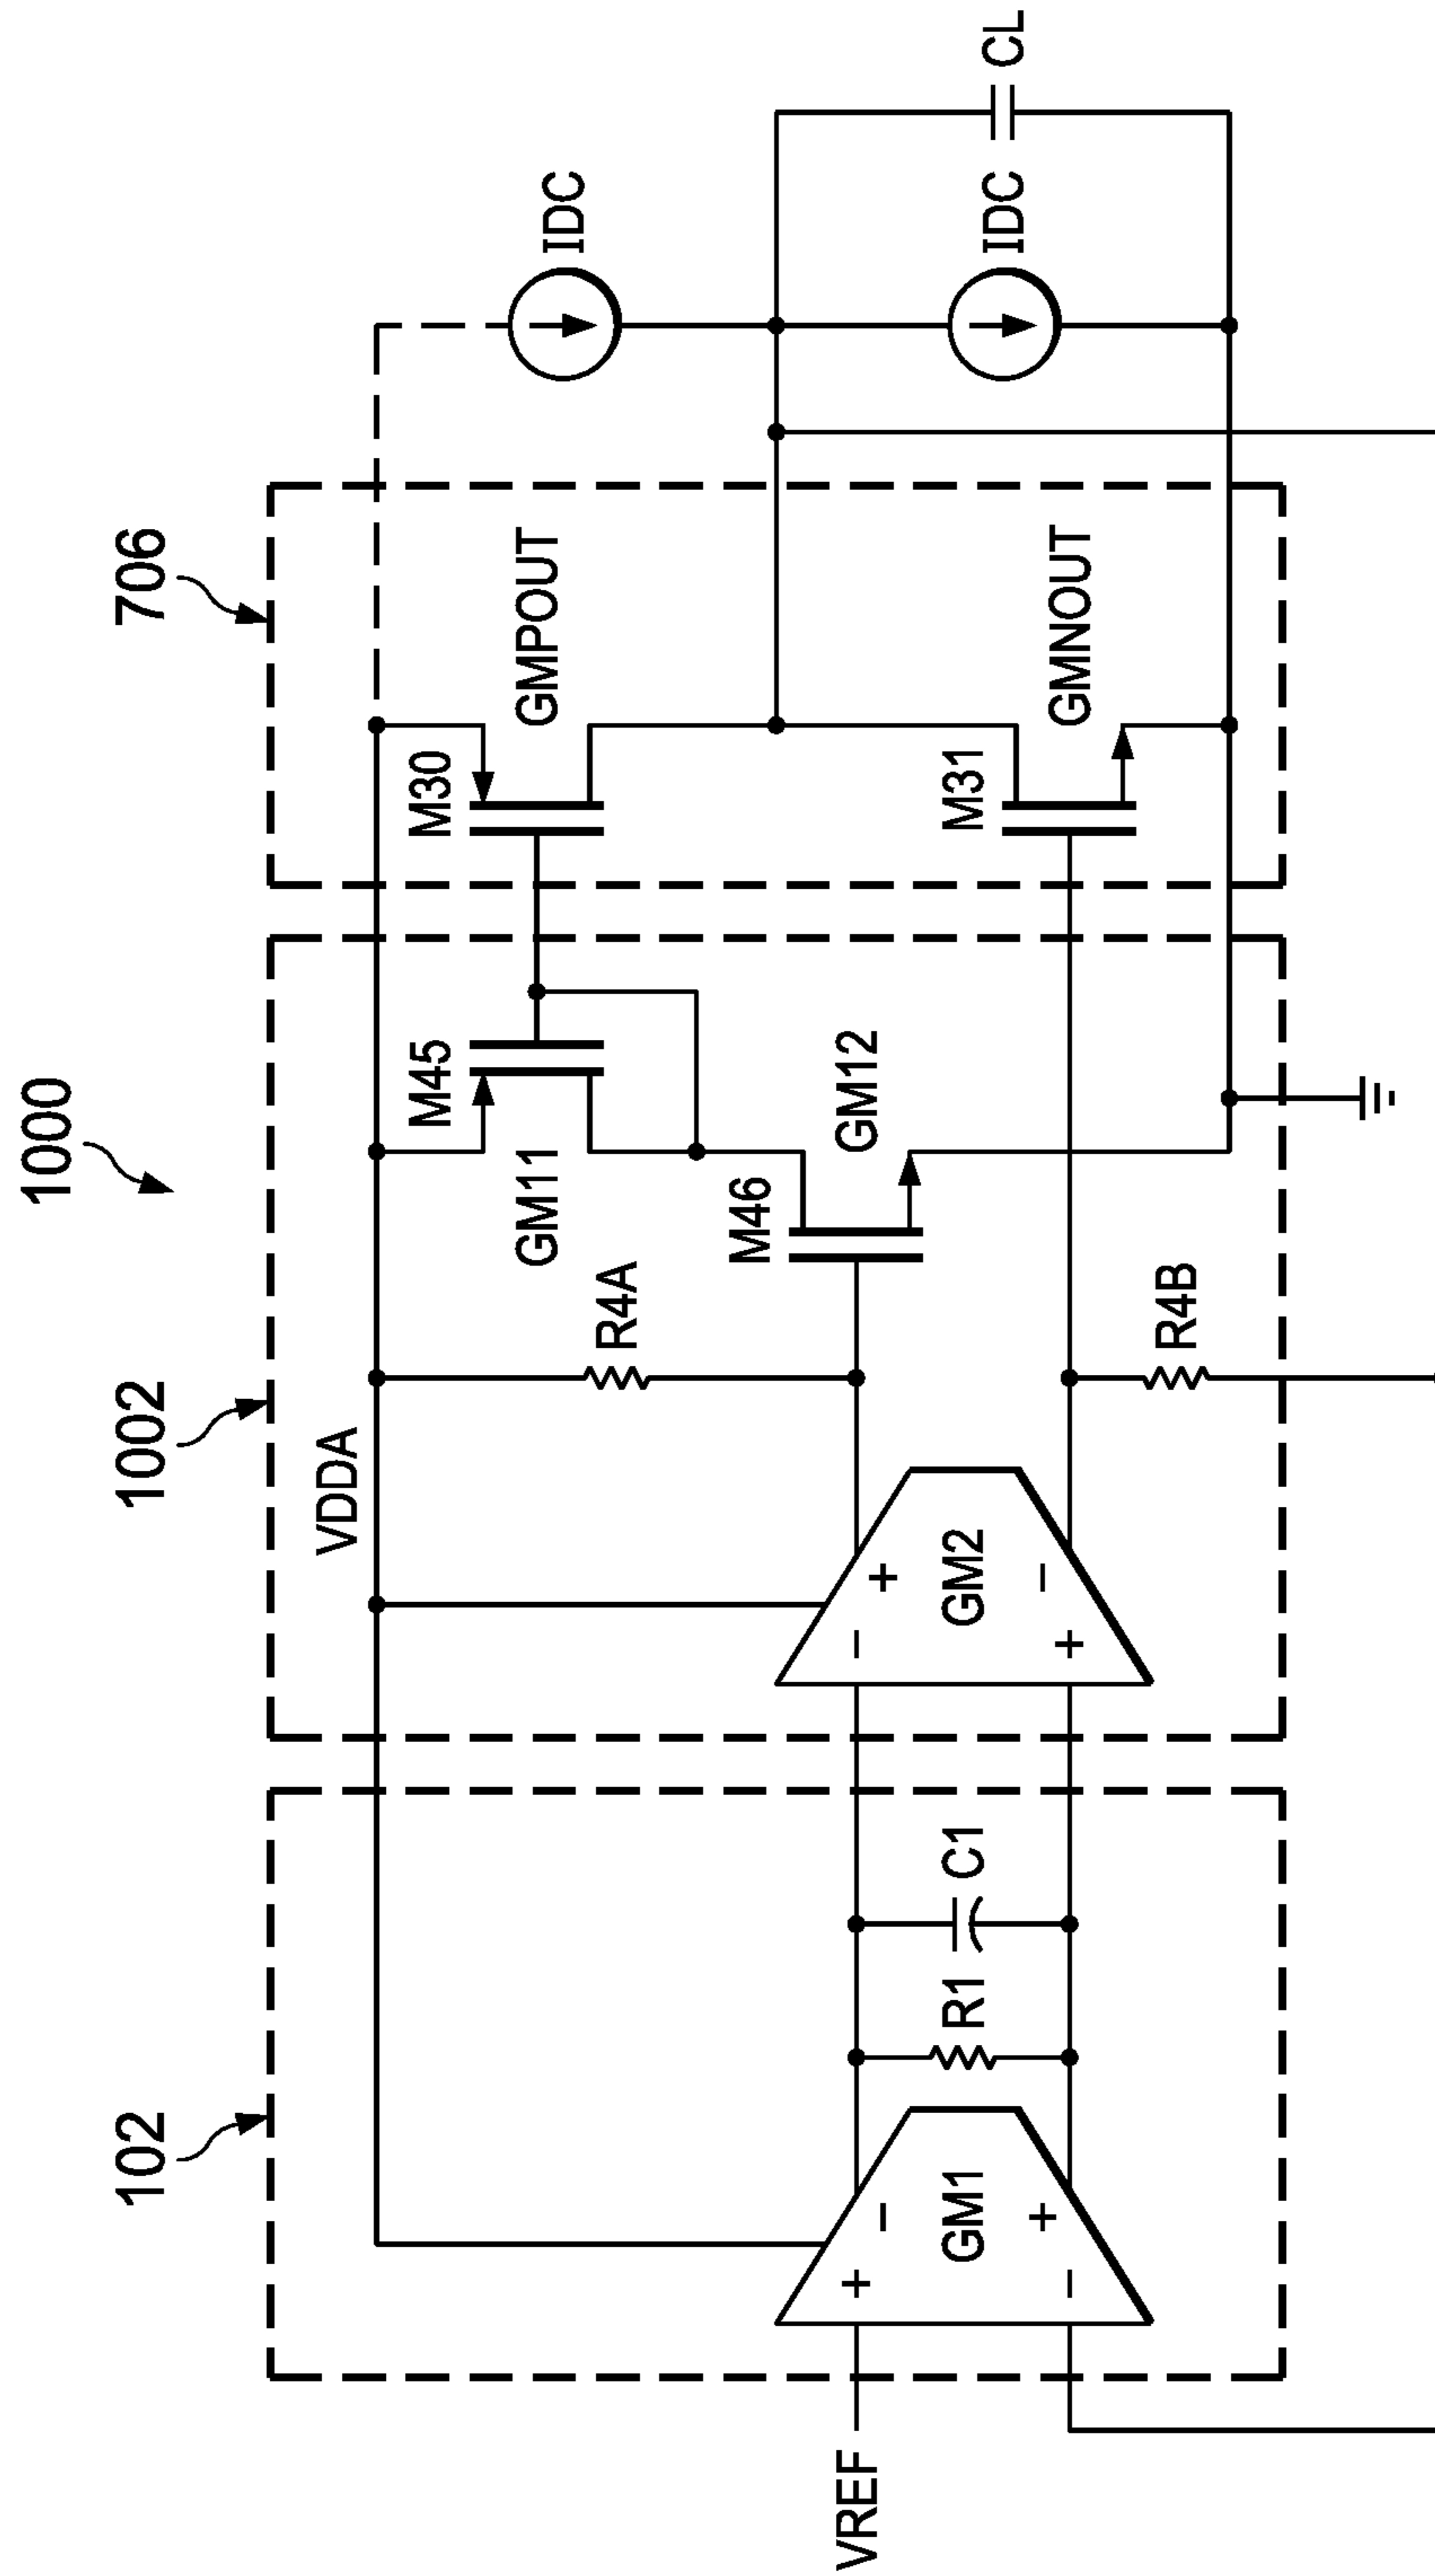 1000
102
1002
706
VDDA
VREF
GM1
+
−
−
+
R1
C1
GM2
−
+
+
−
R4A
R4B
M45
GM11
M46
GM12
M30
GMPOUT
M31
GMNOUT
IDC
IDC
CL